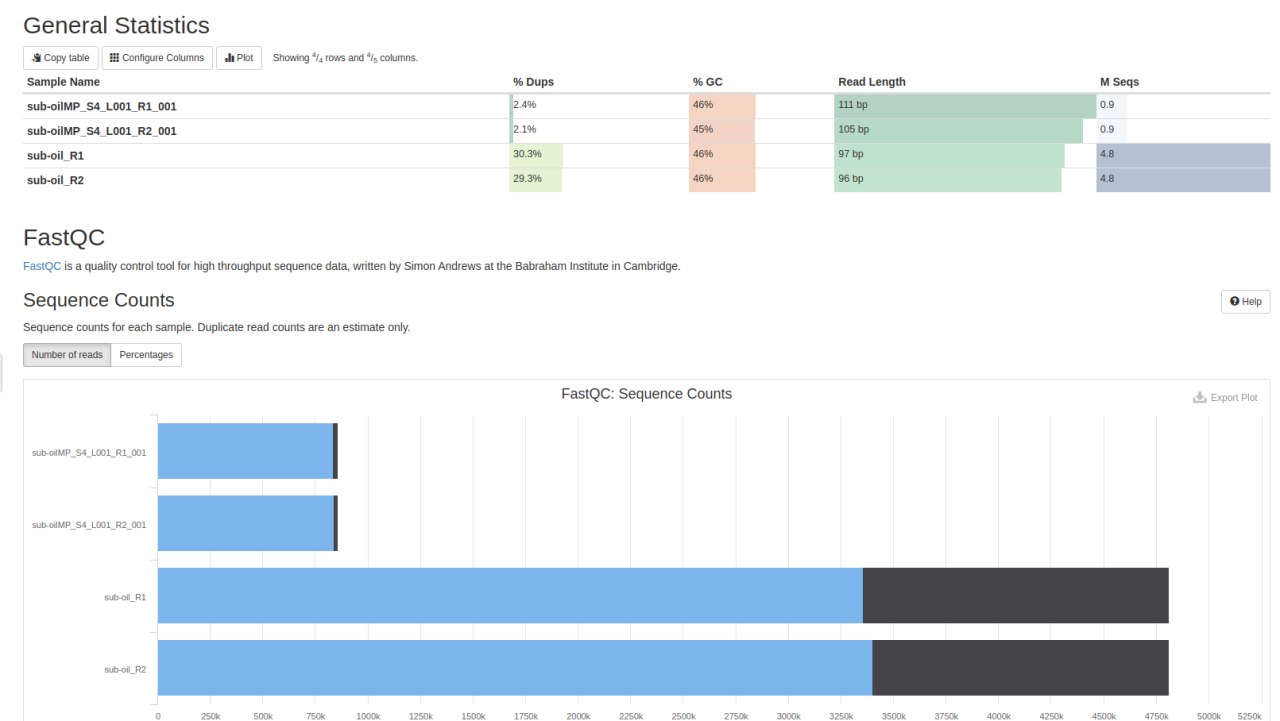 General Statistics
Copy table Configure Columns Plot Showing 4/4 rows and 4/5 columns.
Sample Name % Dups % GC Read Length M Seqs
sub-oilMP_S4_L001_R1_001 2.4% 46% 111 bp 0.9
sub-oilMP_S4_L001_R2_001 2.1% 45% 105 bp 0.9
sub-oil_R1 30.3% 46% 97 bp 4.8
sub-oil_R2 29.3% 46% 96 bp 4.8
FastQC
FastQC is a quality control tool for high throughput sequence data, written by Simon Andrews at the Babraham Institute in Cambridge.
Sequence Counts Help
Sequence counts for each sample. Duplicate read counts are an estimate only.
Number of reads Percentages
FastQC: Sequence Counts
Export Plot
sub-oilMP_S4_L001_R1_001
sub-oilMP_S4_L001_R2_001
sub-oil_R1
sub-oil_R2
0 250k 500k 750k 1000k 1250k 1500k 1750k 2000k 2250k 2500k 2750k 3000k 3250k 3500k 3750k 4000k 4250k 4500k 4750k 5000k 5250k